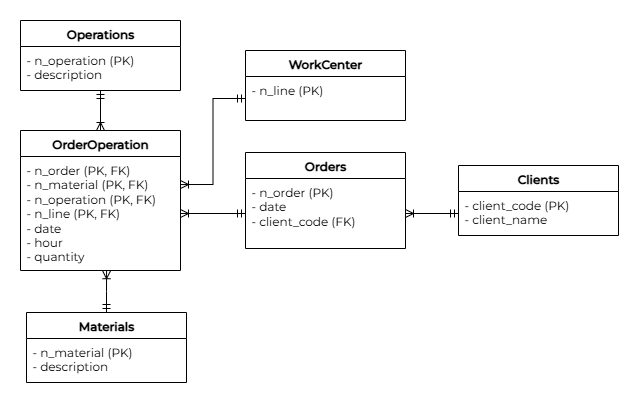 Operations
- n_operation (PK)
- description
WorkCenter
- n_line (PK)
OrderOperation
- n_order (PK, FK)
- n_material (PK, FK)
- n_operation (PK, FK)
- n_line (PK, FK)
- date
- hour
- quantity
Orders
- n_order (PK)
- date
- client_code (FK)
Clients
- client_code (PK)
- client_name
Materials
- n_material (PK)
- description